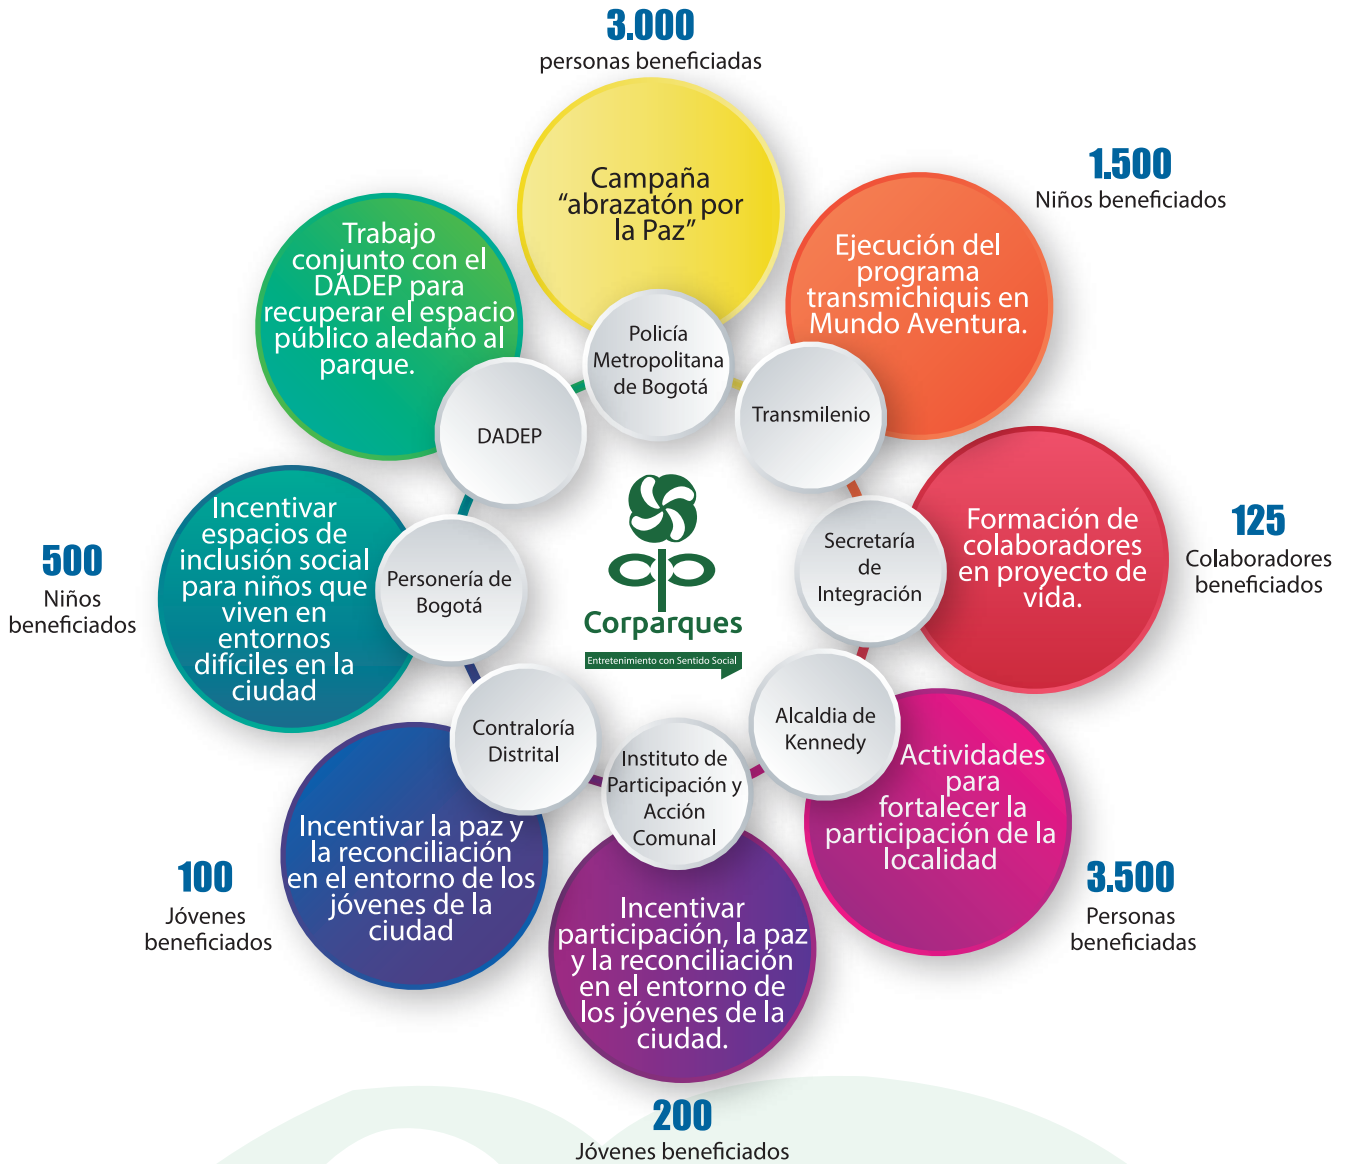 3.000
personas beneficiadas
Campaña
“abrazatón por
la Paz”
Policía
Metropolitana
de Bogotá
1.500
Niños beneficiados
Ejecución del
programa
transmichiquis en
Mundo Aventura.
Transmilenio
Formación de
colaboradores
en proyecto de
vida.
Secretaría
de
Integración
125
Colaboradores
beneficiados
Alcaldia de
Kennedy
Actividades
para
fortalecer la
participación de la
localidad
3.500
Personas
beneficiadas
Instituto de
Participación y
Acción
Comunal
Incentivar
participación, la paz
y la reconciliación
en el entorno de
los jóvenes de la
ciudad.
200
Jóvenes beneficiados
Contraloría
Distrital
Incentivar la paz y
la reconciliación
en el entorno de los
jóvenes de la
ciudad
100
Jóvenes
beneficiados
Personería de
Bogotá
Incentivar
espacios de
inclusión social
para niños que
viven en
entornos
difíciles en la
ciudad
500
Niños
beneficiados
DADEP
Trabajo
conjunto con el
DADEP para
recuperar el espacio
público aledaño al
parque.
Corparques
Entretenimiento con Sentido Social